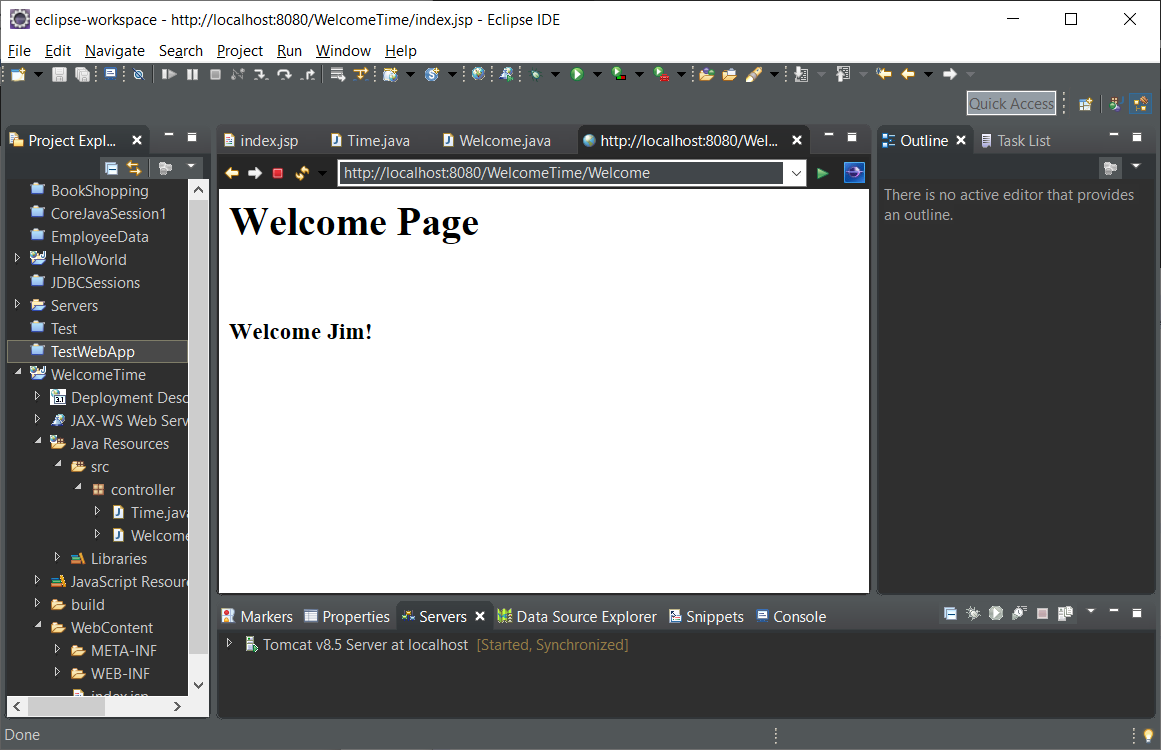 eclipse-workspace - http://localhost:8080/WelcomeTime/index.jsp - Eclipse IDE
File Edit Navigate Search Project Run Window Help
Quick Access
Project Expl...
index.jsp
Time.java
Welcome.java
http://localhost:8080/Wel...
Outline
Task List
http://localhost:8080/WelcomeTime/Welcome
BookShopping
CoreJavaSession1
EmployeeData
HelloWorld
JDBCSessions
Servers
Test
TestWebApp
WelcomeTime
Deployment Desc
JAX-WS Web Serv
Java Resources
src
controller
Time.java
Welcome
Libraries
JavaScript Resour
build
WebContent
META-INF
WEB-INF
index.jsp
Welcome Page
Welcome Jim!
There is no active editor that provides
an outline.
Markers
Properties
Servers
Data Source Explorer
Snippets
Console
Tomcat v8.5 Server at localhost [Started, Synchronized]
Done